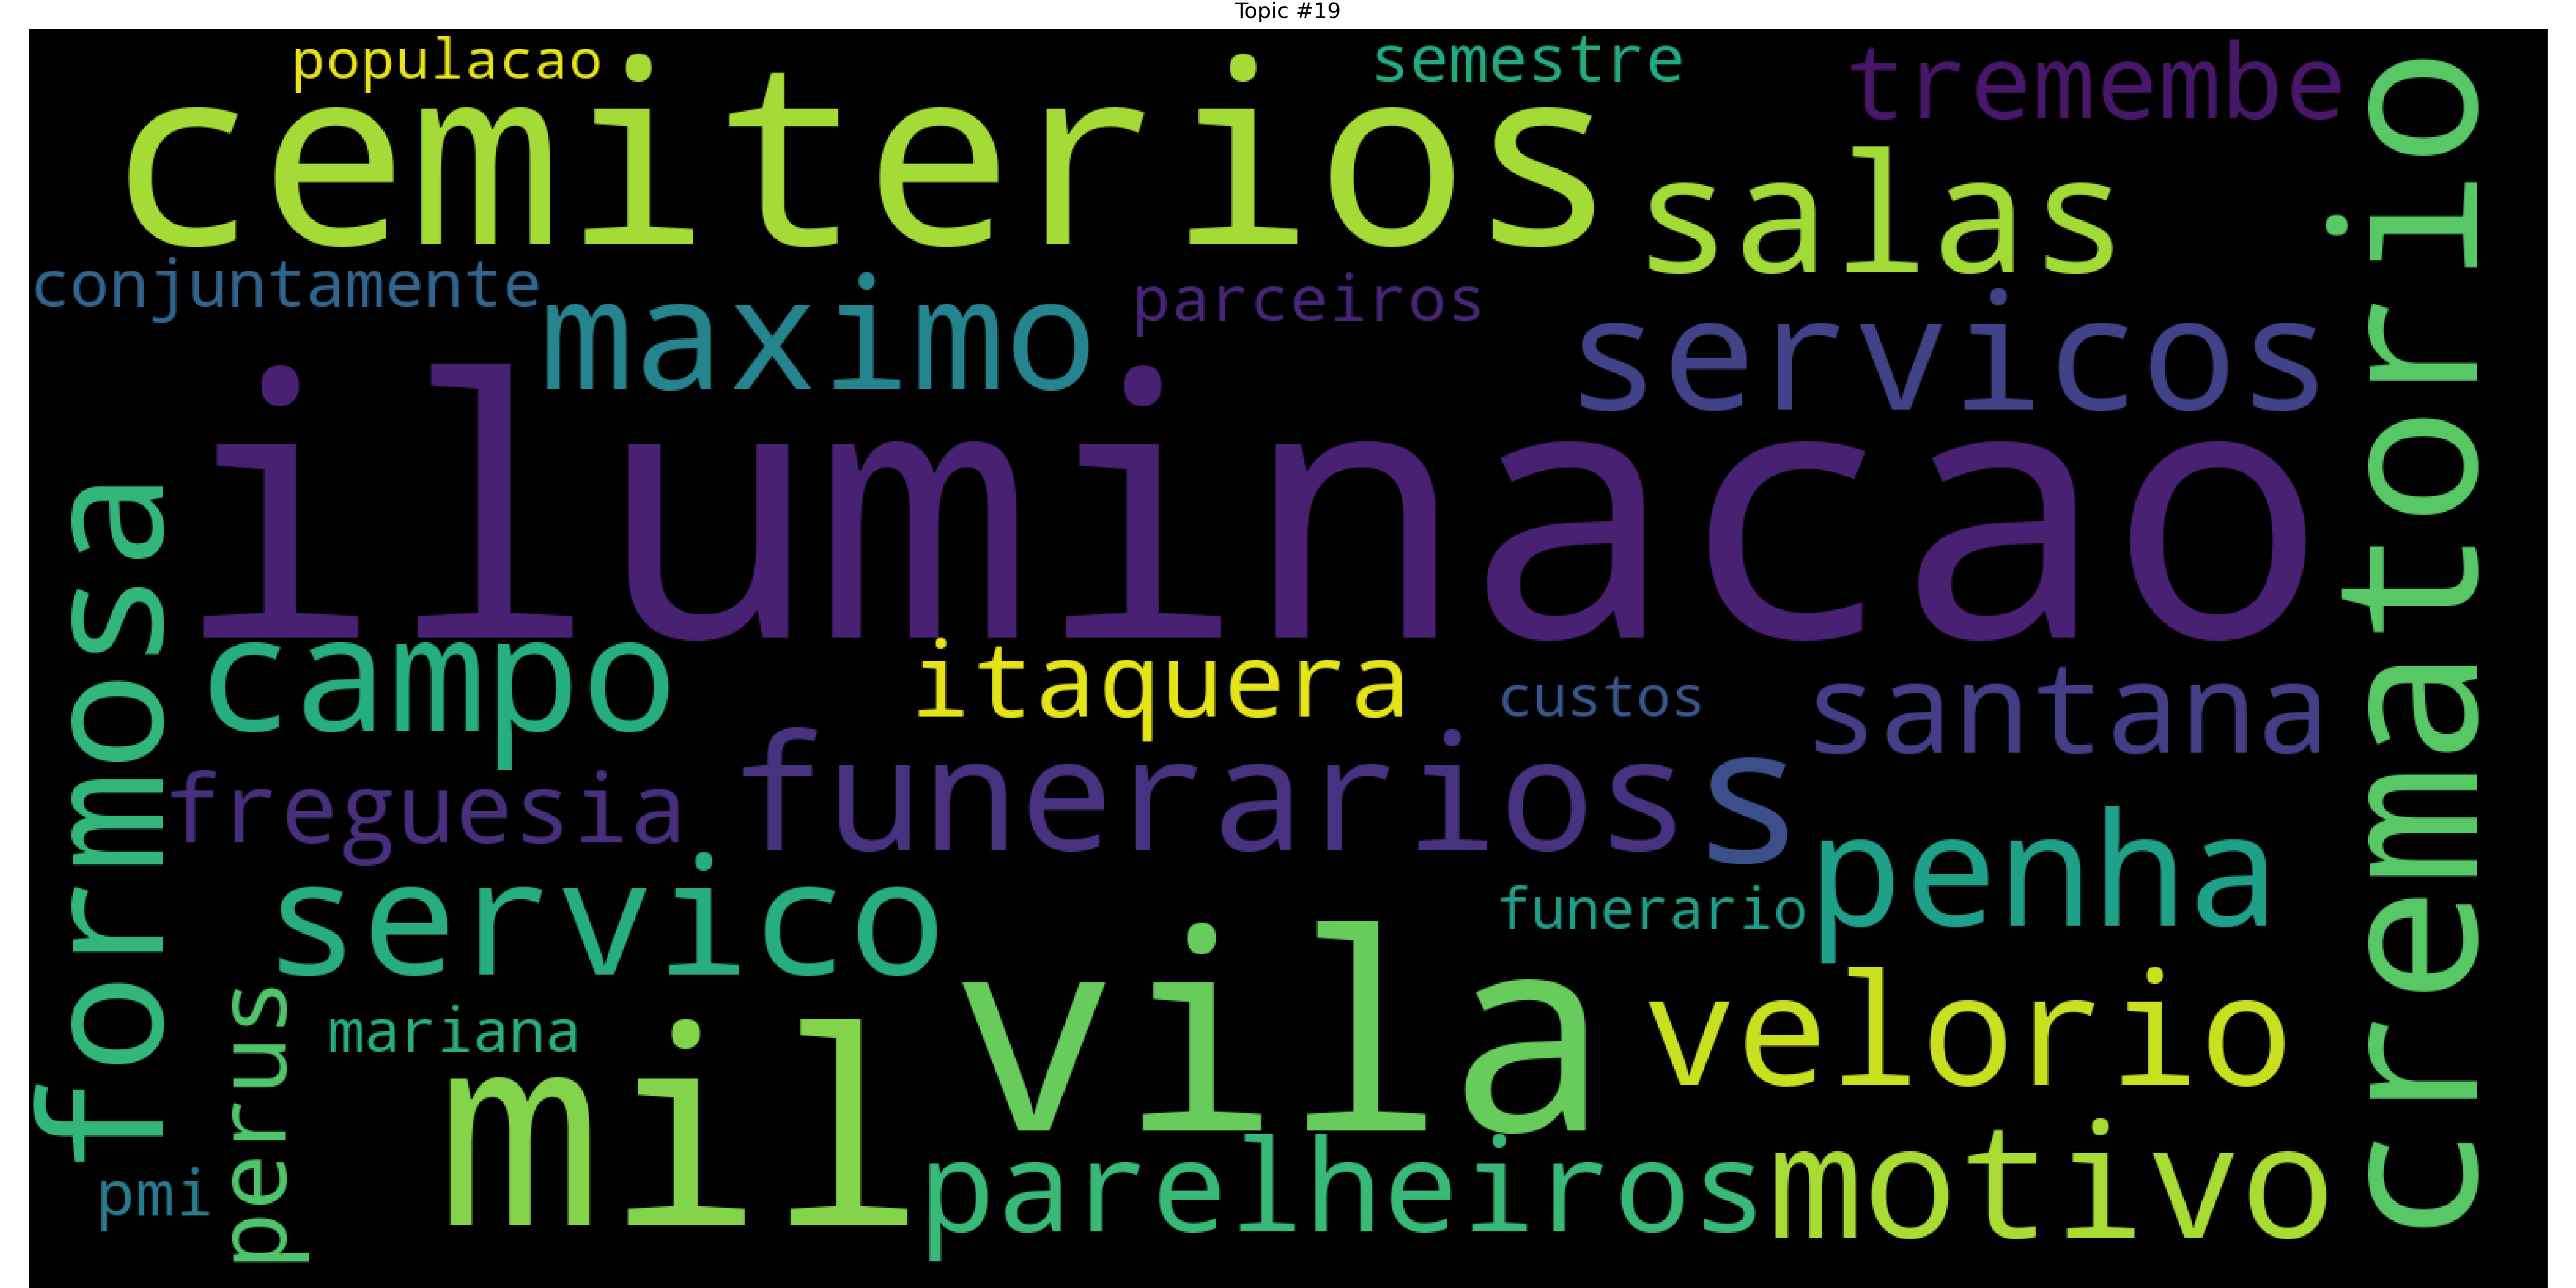 Topic #19
populacao
semestre
tremembe
cemiterios
salas
crematorio
conjuntamente
maximo
parceiros
servicos
iluminacao
formosa
campo
itaquera
custos
santana
freguesia
funerarios
s
penha
servico
funerario
vila
velorio
perus
mariana
mil
parelheiros
motivo
pmi